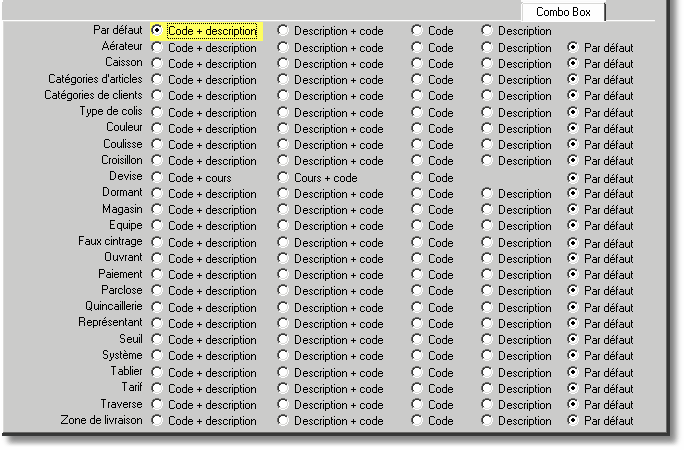 Combo Box
Par défaut Code + description Description + code Code Description
Aérateur Code + description Description + code Code Description Par défaut
Caisson Code + description Description + code Code Description Par défaut
Catégories d'articles Code + description Description + code Code Description Par défaut
Catégories de clients Code + description Description + code Code Description Par défaut
Type de colis Code + description Description + code Code Description Par défaut
Couleur Code + description Description + code Code Description Par défaut
Coulisse Code + description Description + code Code Description Par défaut
Croisillon Code + description Description + code Code Description Par défaut
Devise Code + cours Cours + code Code Par défaut
Dormant Code + description Description + code Code Description Par défaut
Magasin Code + description Description + code Code Description Par défaut
Equipe Code + description Description + code Code Description Par défaut
Faux cintrage Code + description Description + code Code Description Par défaut
Ouvrant Code + description Description + code Code Description Par défaut
Paiement Code + description Description + code Code Description Par défaut
Parclose Code + description Description + code Code Description Par défaut
Quincaillerie Code + description Description + code Code Description Par défaut
Représentant Code + description Description + code Code Description Par défaut
Seuil Code + description Description + code Code Description Par défaut
Système Code + description Description + code Code Description Par défaut
Tablier Code + description Description + code Code Description Par défaut
Tarif Code + description Description + code Code Description Par défaut
Traverse Code + description Description + code Code Description Par défaut
Zone de livraison Code + description Description + code Code Description Par défaut